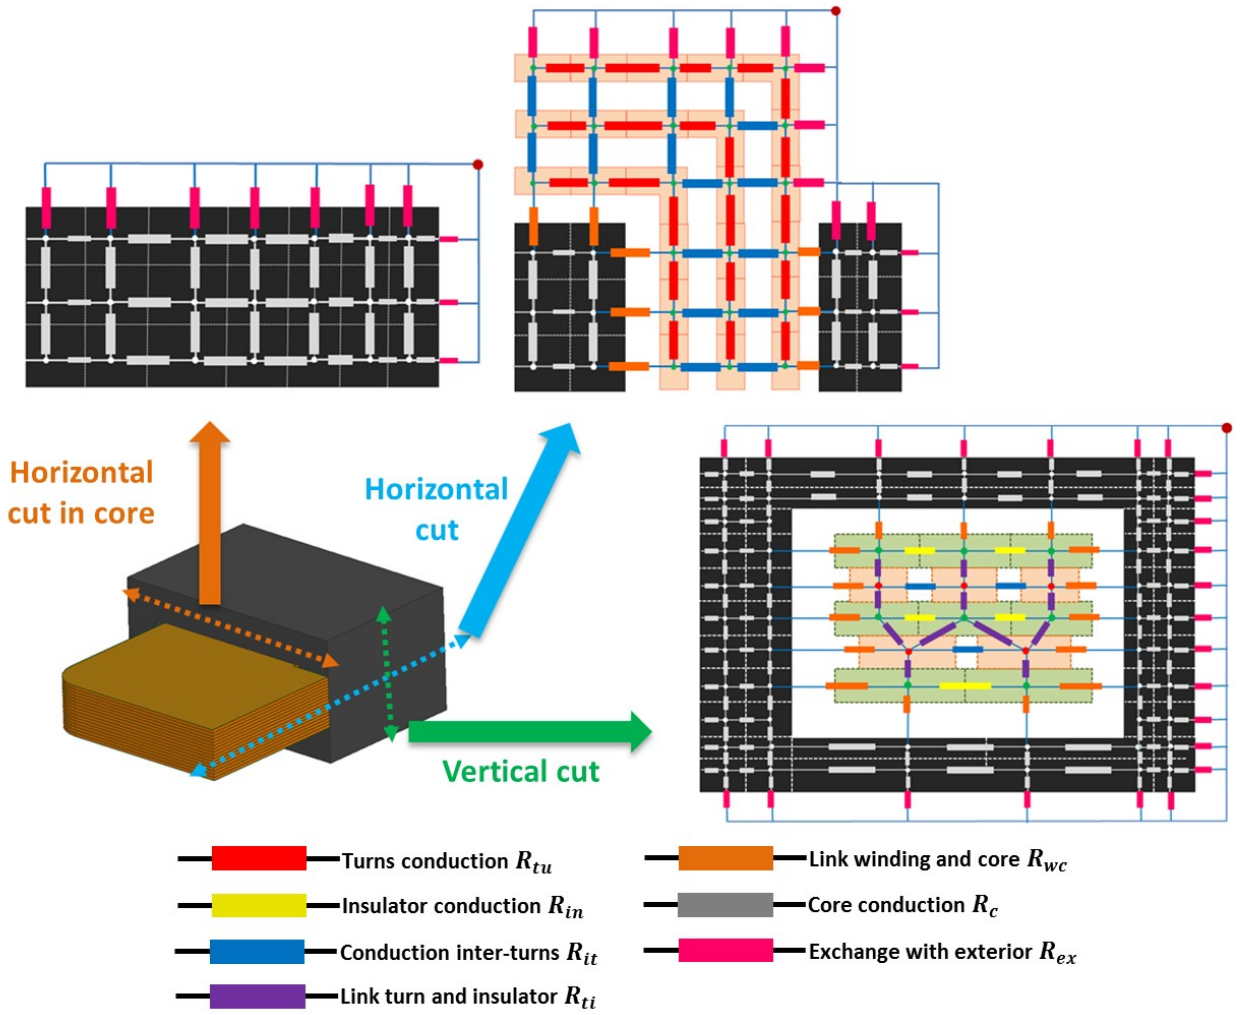 Horizontal
cut in core
Horizontal
cut
Vertical cut
Turns conduction R_tu
Insulator conduction R_in
Conduction inter-turns R_it
Link turn and insulator R_ti
Link winding and core R_wc
Core conduction R_c
Exchange with exterior R_ex